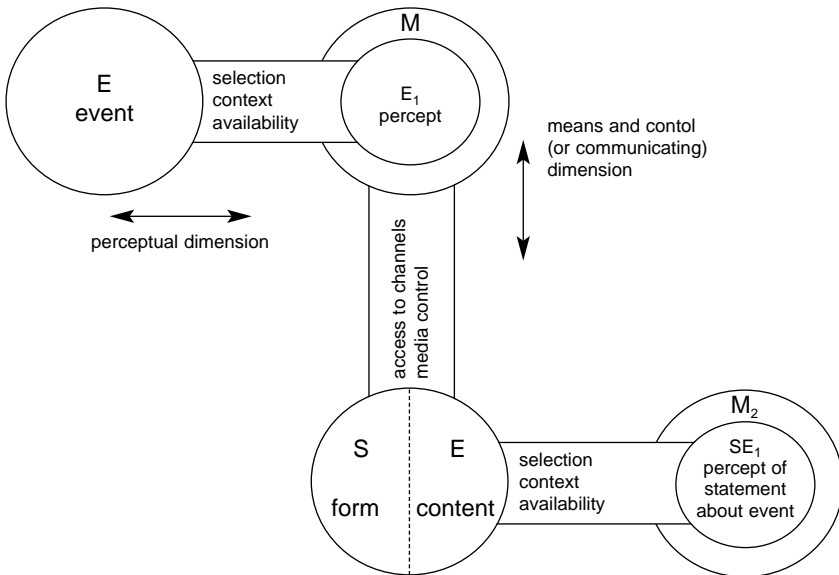 E
event
selection
context
availability
M
E₁
percept
means and contol
(or communicating)
dimension
perceptual dimension
access to channels
media control
S
E
form
content
selection
context
availability
M₂
SE₁
percept of
statement
about event